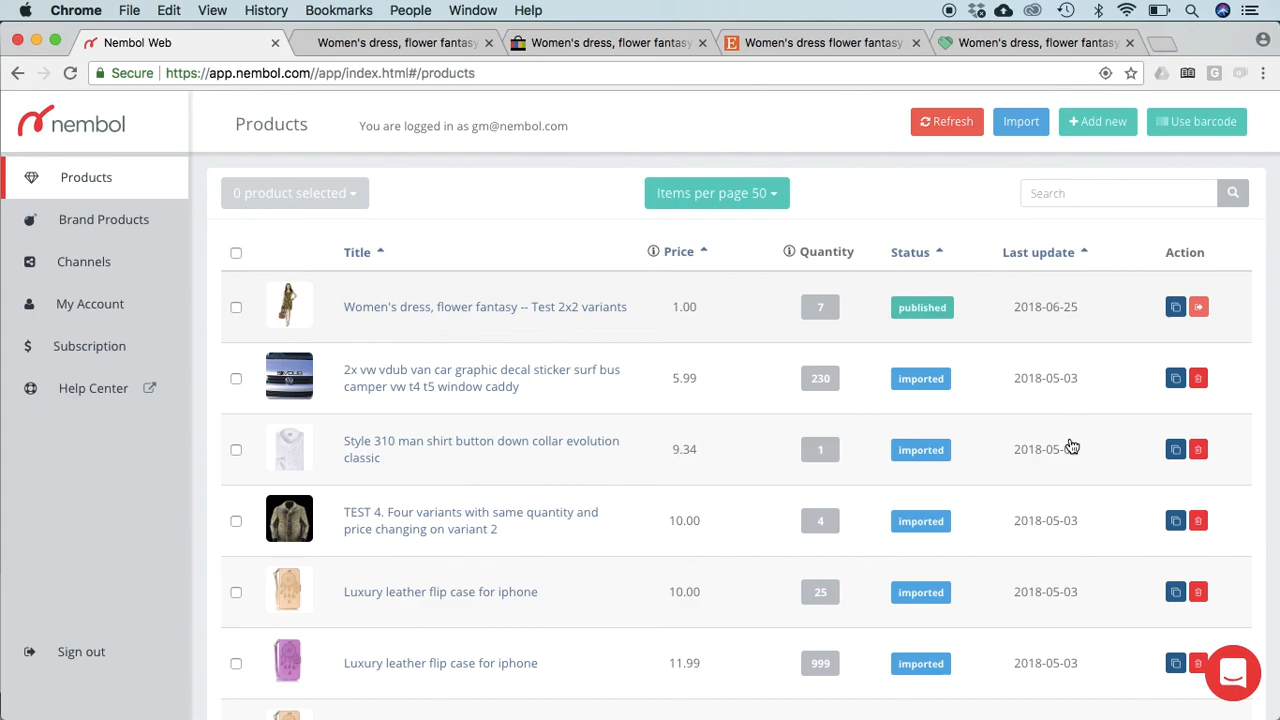 Chrome File Edit View History Bookmarks People Window Help
Nembol Web
Women's dress, flower fantasy
Women's dress, flower fantasy
Women's dress flower fantasy
Women's dress, flower fantasy
Secure https://app.nembol.com//app/index.html#/products
nembol
Products
You are logged in as gm@nembol.com
Refresh
Import
+ Add new
Use barcode
Products
Brand Products
Channels
My Account
$ Subscription
Help Center
Sign out
0 product selected
Items per page 50
Search
Title Price Quantity Status Last update Action
Women's dress, flower fantasy -- Test 2x2 variants 1.00 7 published 2018-06-25
2x vw vdub van car graphic decal sticker surf bus
camper vw t4 t5 window caddy
5.99 230 imported 2018-05-03
Style 310 man shirt button down collar evolution
classic
9.34 1 imported 2018-05-
TEST 4. Four variants with same quantity and
price changing on variant 2
10.00 4 imported 2018-05-03
Luxury leather flip case for iphone 10.00 25 imported 2018-05-03
Luxury leather flip case for iphone 11.99 999 imported 2018-05-03